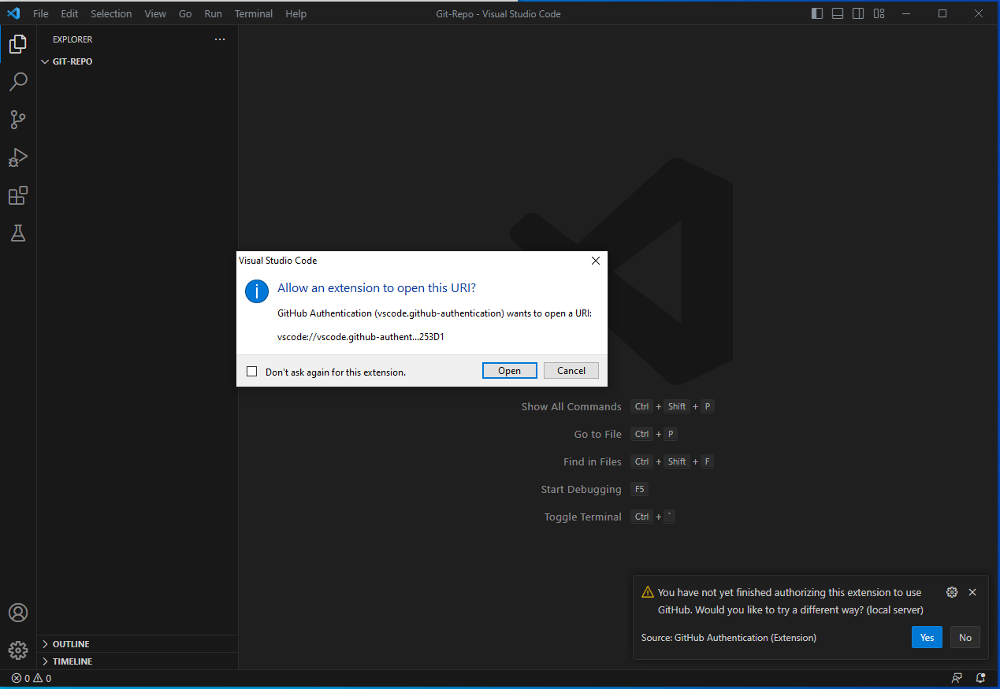 File Edit Selection View Go Run Terminal Help
Git-Repo - Visual Studio Code
EXPLORER
GIT-REPO
Visual Studio Code
Allow an extension to open this URI?
GitHub Authentication (vscode.github-authentication) wants to open a URI:
vscode://vscode.github-authent...253D1
Don't ask again for this extension.
Open
Cancel
Show All Commands Ctrl + Shift + P
Go to File Ctrl + P
Find in Files Ctrl + Shift + F
Start Debugging F5
Toggle Terminal Ctrl + `
You have not yet finished authorizing this extension to use
GitHub. Would you like to try a different way? (local server)
Source: GitHub Authentication (Extension)
Yes
No
OUTLINE
TIMELINE
0 0